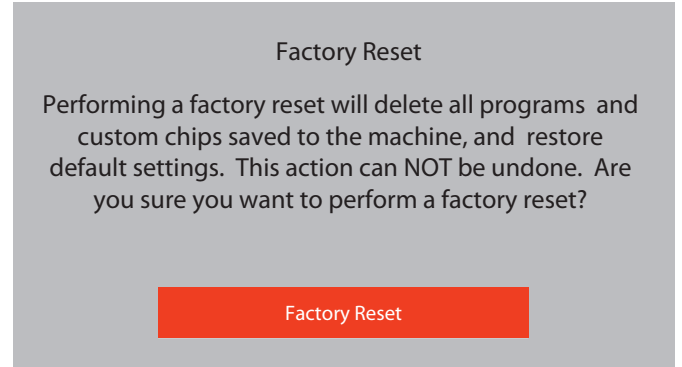 Factory Reset
Performing a factory reset will delete all programs  and
custom chips saved to the machine, and  restore
default settings.  This action can NOT be undone.  Are
you sure you want to perform a factory reset?
Factory Reset